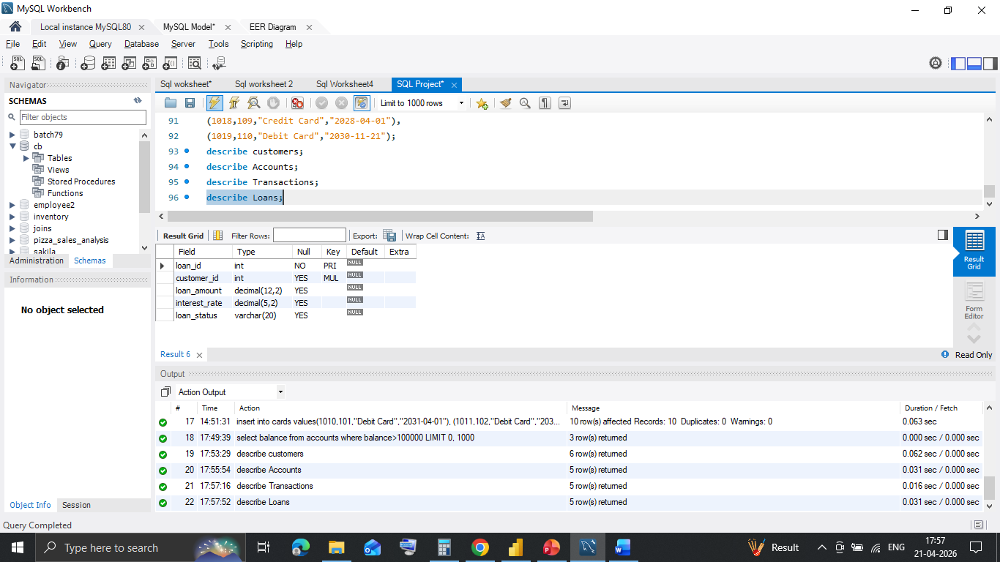 MySQL Workbench
Local instance MySQL80 MySQL Model* EER Diagram
File Edit View Query Database Server Tools Scripting Help
Navigator
SCHEMAS
Filter objects
batch79
cb
Tables
Views
Stored Procedures
Functions
employee2
inventory
joins
pizza_sales_analysis
sakila
Administration Schemas
Information
No object selected
Object Info Session
Sql woksheet* Sql worksheet 2 Sql Worksheet4 SQL Project*
Limit to 1000 rows
91 (1018,109,"Credit Card","2028-04-01"),
92 (1019,110,"Debit Card","2030-11-21");
93 describe customers;
94 describe Accounts;
95 describe Transactions;
96 describe Loans;
Result Grid Filter Rows: Export: Wrap Cell Content:
Field Type Null Key Default Extra
loan_id int NO PRI NULL
customer_id int YES MUL NULL
loan_amount decimal(12,2) YES NULL
interest_rate decimal(5,2) YES NULL
loan_status varchar(20) YES NULL
Result Grid
Form Editor
Result 6
Read Only
Output
Action Output
# Time Action Message Duration / Fetch
17 14:51:31 insert into cards values(1010,101,"Debit Card","2031-04-01"), (1011,102,"Debit Card","203... 10 row(s) affected Records: 10 Duplicates: 0 Warnings: 0 0.063 sec
18 17:49:39 select balance from accounts where balance>100000 LIMIT 0, 1000 3 row(s) returned 0.000 sec / 0.000 sec
19 17:53:29 describe customers 6 row(s) returned 0.062 sec / 0.000 sec
20 17:55:54 describe Accounts 5 row(s) returned 0.031 sec / 0.000 sec
21 17:57:16 describe Transactions 5 row(s) returned 0.016 sec / 0.000 sec
22 17:57:52 describe Loans 5 row(s) returned 0.031 sec / 0.000 sec
Query Completed
Type here to search
Result
ENG
17:57
21-04-2026